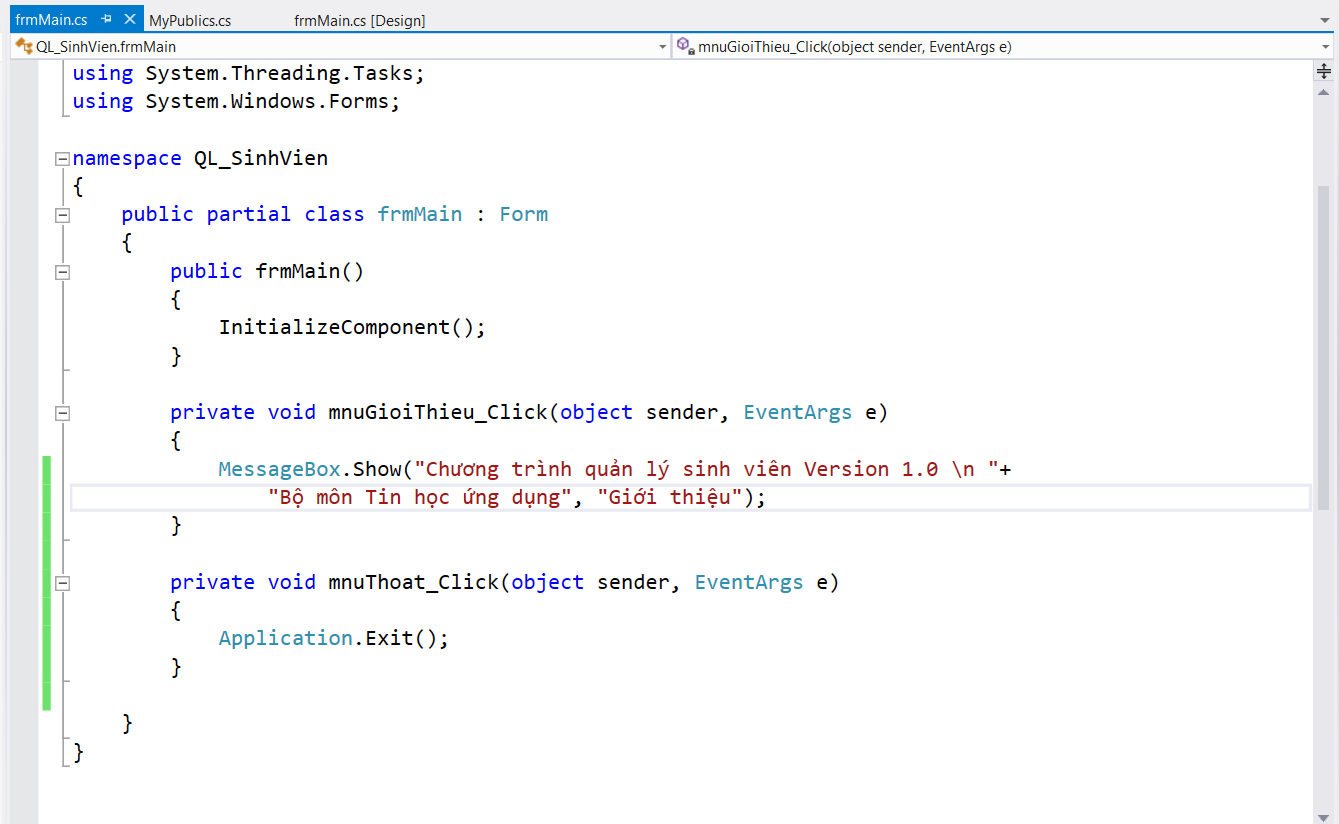 frmMain.cs MyPublics.cs frmMain.cs [Design]
QL_SinhVien.frmMain mnuGioiThieu_Click(object sender, EventArgs e)
using System.Threading.Tasks;
using System.Windows.Forms;
namespace QL_SinhVien
{
public partial class frmMain : Form
{
public frmMain()
{
InitializeComponent();
}
private void mnuGioiThieu_Click(object sender, EventArgs e)
{
MessageBox.Show("Chương trình quản lý sinh viên Version 1.0 \n "+
"Bộ môn Tin học ứng dụng", "Giới thiệu");
}
private void mnuThoat_Click(object sender, EventArgs e)
{
Application.Exit();
}
}
}